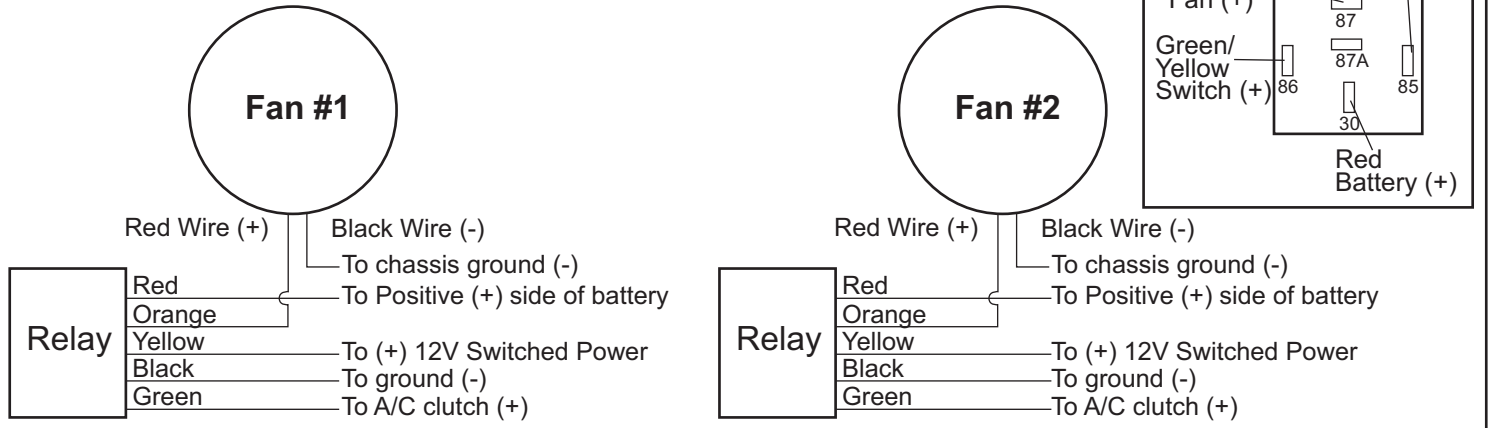 Fan #1
Red Wire (+) Black Wire (-)
To chassis ground (-)
Red To Positive (+) side of battery
Orange
Relay
Yellow To (+) 12V Switched Power
Black To ground (-)
Green To A/C clutch (+)
Fan #2
Red Wire (+) Black Wire (-)
To chassis ground (-)
Red To Positive (+) side of battery
Orange
Relay
Yellow To (+) 12V Switched Power
Black To ground (-)
Green To A/C clutch (+)
Fan (+)
87
Green/
Yellow
Switch (+)
87A
86
85
30
Red
Battery (+)